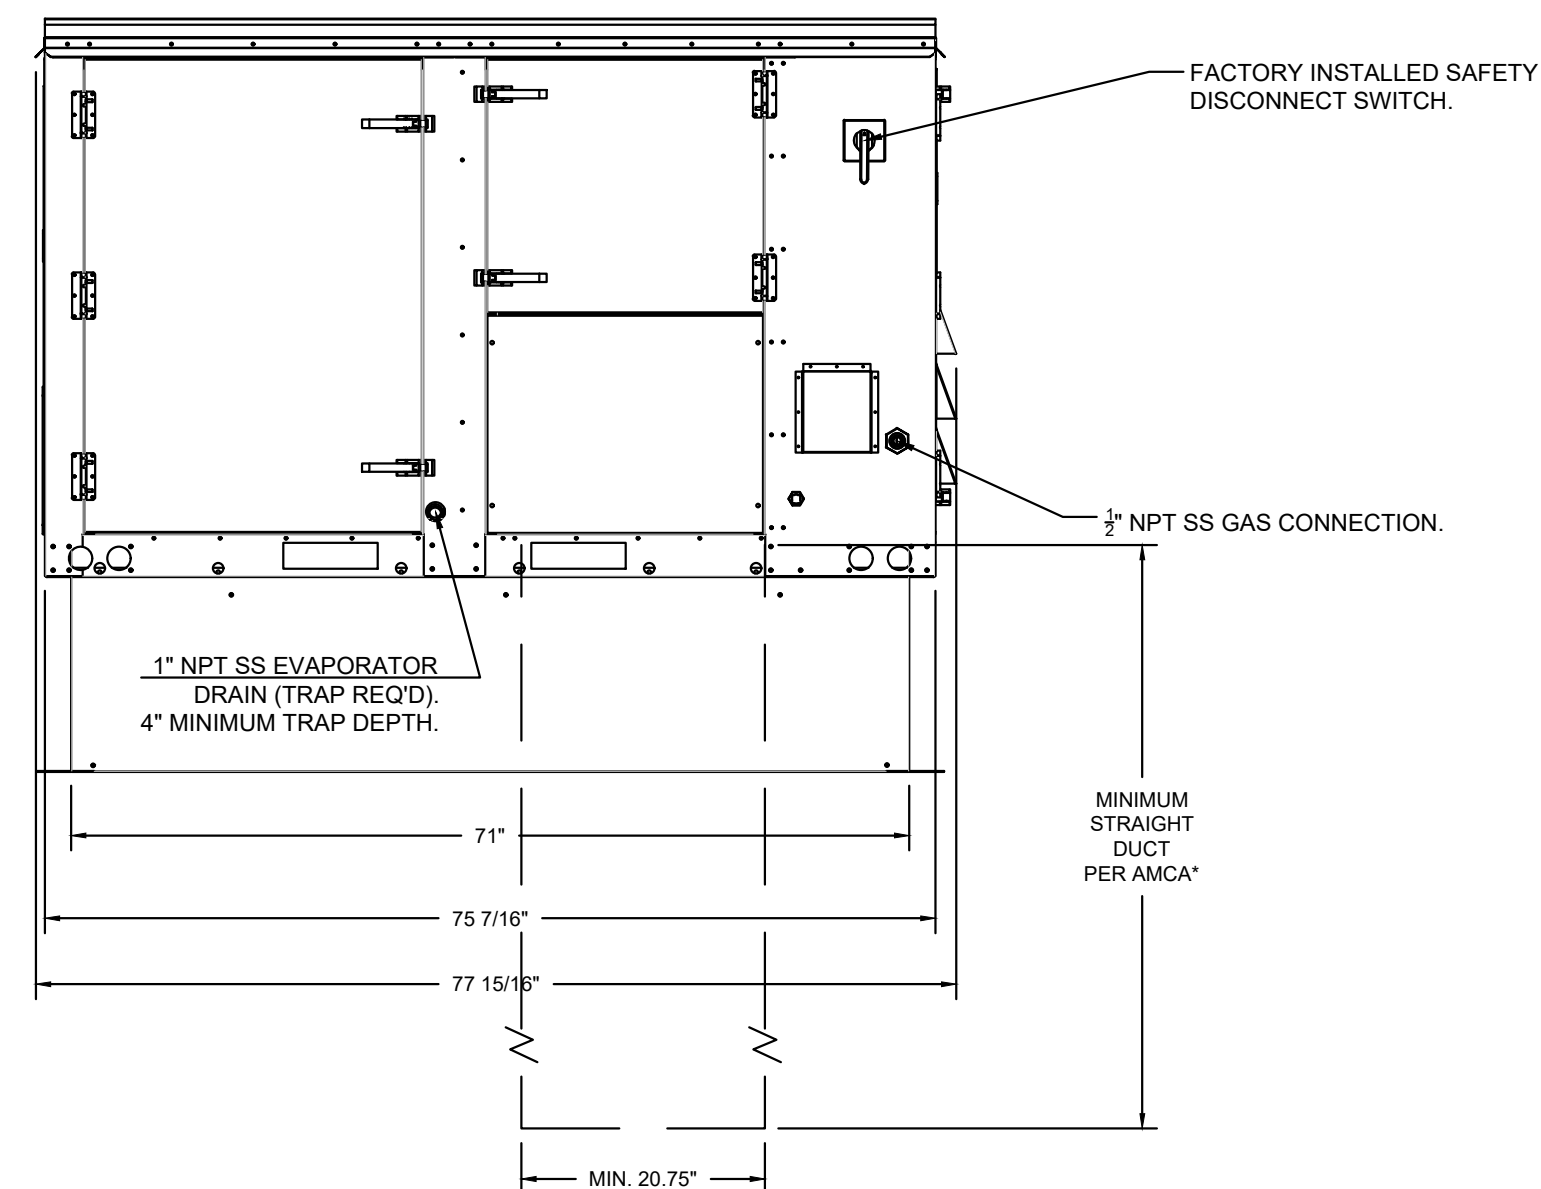 FACTORY INSTALLED SAFETY
DISCONNECT SWITCH.
½" NPT SS GAS CONNECTION.
1" NPT SS EVAPORATOR
DRAIN (TRAP REQ'D).
4" MINIMUM TRAP DEPTH.
MINIMUM
STRAIGHT
DUCT
PER AMCA*
71"
75 7/16"
77 15/16"
MIN. 20.75"